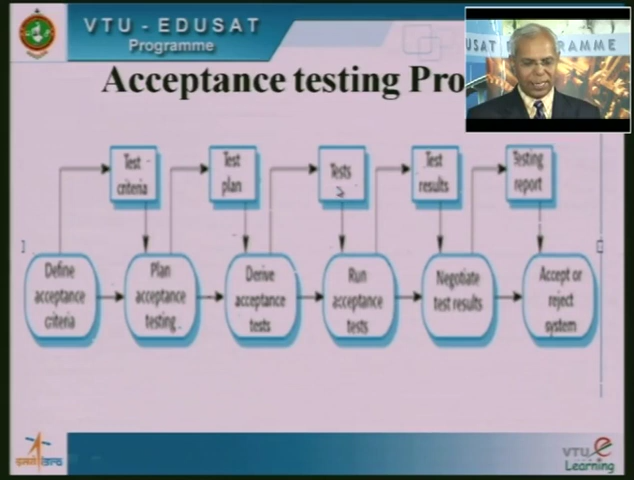 VTU - EDUSAT
Programme
USAT PROGRAMME
Acceptance testing Pro
Test
criteria
Test
plan
Tests
Test
results
Testing
report
Define
acceptance
criteria
Plan
acceptance
testing
Derive
acceptance
tests
Run
acceptance
tests
Negotiate
test results
Accept or
reject
system
VTU
e
Learning